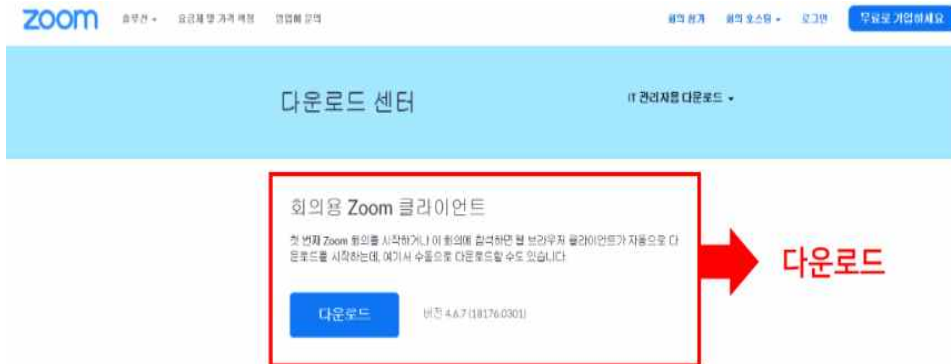 zoom 솔루션 요금제 및 가격 책정 영업에 문의 회의 참가 회의 호스팅 로그인 무료로 가입하세요
다운로드 센터 IT 관리자용 다운로드
회의용 Zoom 클라이언트
첫 번째 Zoom 회의를 시작하거나 이 회의에 참석하면 웹 브라우저 클라이언트가 자동으로 다
운로드를 시작하는데, 여기서 수동으로 다운로드할 수도 있습니다
다운로드 버전 4.6.7 (18176.0301)
다운로드